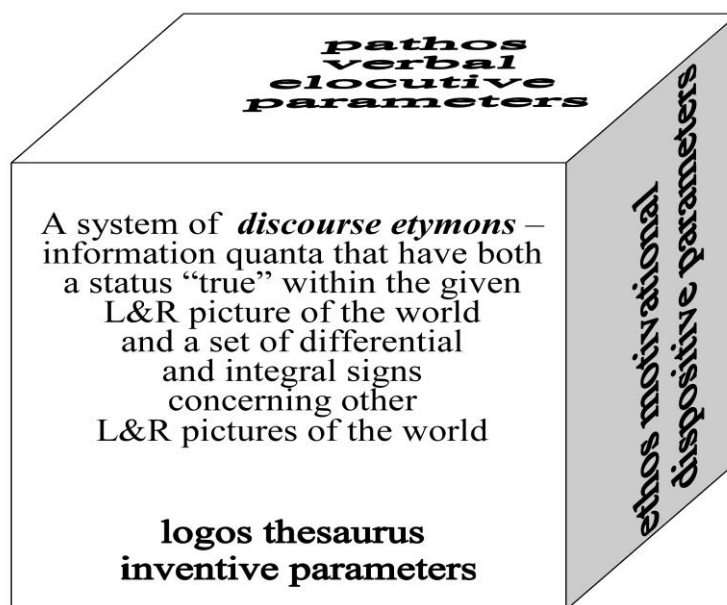 pathos
verbal
elocutive
parameters
A system of discourse etymons –
information quanta that have both
a status “true” within the given
L&R picture of the world
and a set of differential
and integral signs
concerning other
L&R pictures of the world
logos thesaurus
inventive parameters
ethos motivational
dispositive parameters